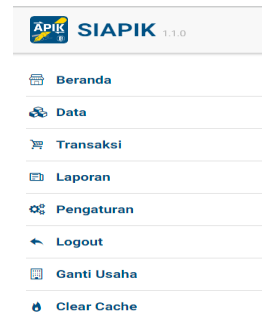 APIK SIAPIK 1.1.0
Beranda
Data
Transaksi
Laporan
Pengaturan
Logout
Ganti Usaha
Clear Cache